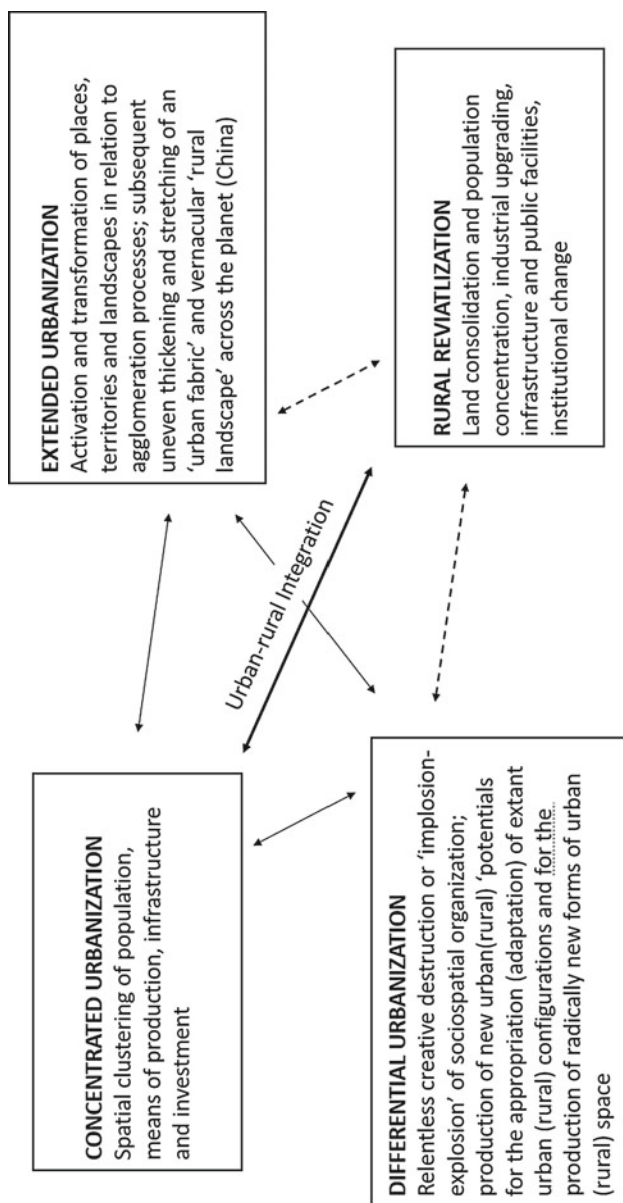 CONCENTRATED URBANIZATION
Spatial clustering of population,
means of production, infrastructure
and investment
EXTENDED URBANIZATION
Activation and transformation of places,
territories and landscapes in relation to
agglomeration processes; subsequent
uneven thickening and stretching of an
‘urban fabric’ and vernacular ‘rural
landscape’ across the planet (China)
Urban-rural Integration
DIFFERENTIAL URBANIZATION
Relentless creative destruction or ‘implosion-
explosion’ of sociospatial organization;
production of new urban(rural) ‘potentials
for the appropriation (adaptation) of extant
urban (rural) configurations and for the
production of radically new forms of urban
(rural) space
RURAL REVIATLIZATION
Land consolidation and population
concentration, industrial upgrading,
infrastructure and public facilities,
institutional change